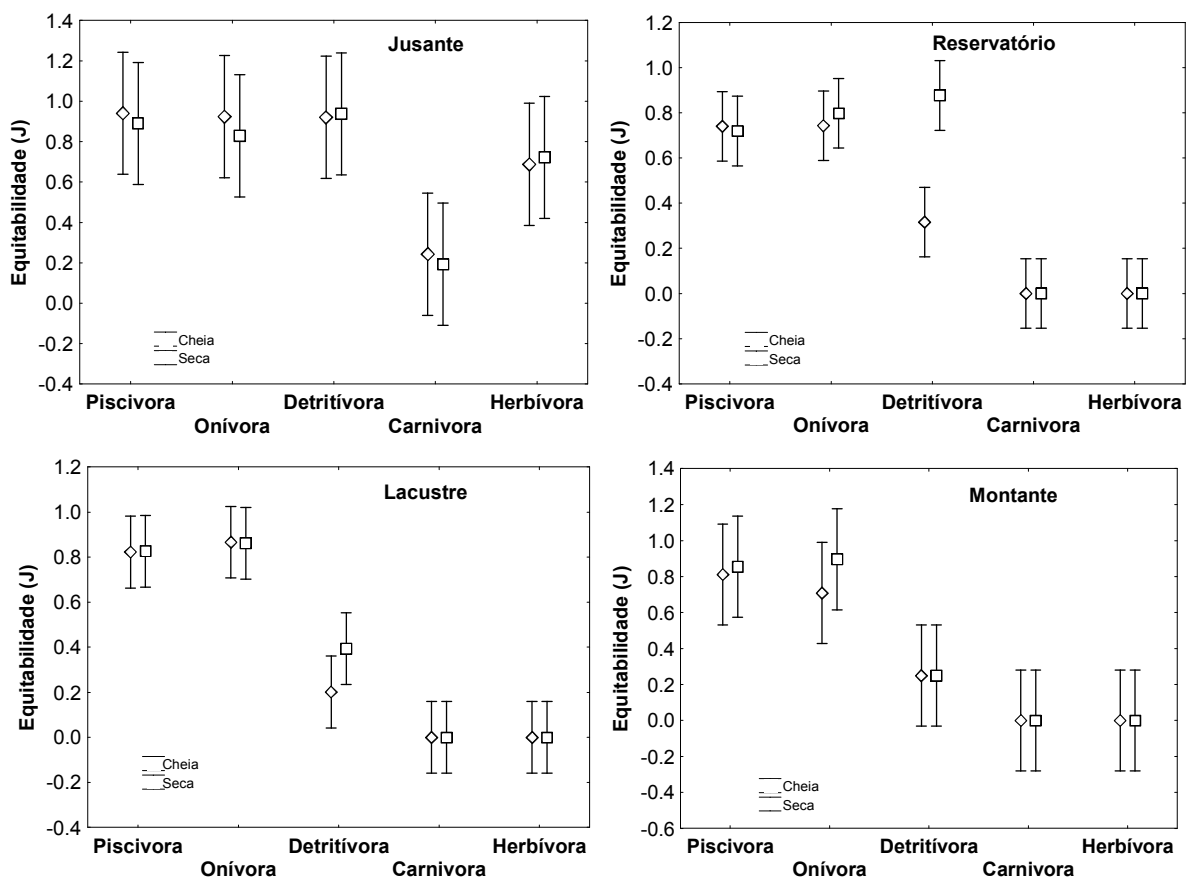 Jusante
Equitabilidade (J)
1.4
1.2
1.0
0.8
0.6
0.4
0.2
0.0
-0.2
-0.4
Cheia
Seca
Piscivora
Onívora
Detritívora
Carnivora
Herbívora
Reservatório
Equitabilidade (J)
1.2
1.0
0.8
0.6
0.4
0.2
0.0
-0.2
-0.4
Cheia
Seca
Piscivora
Onívora
Detritívora
Carnivora
Herbívora
Lacustre
Equitabilidade (J)
1.2
1.0
0.8
0.6
0.4
0.2
0.0
-0.2
-0.4
Cheia
Seca
Piscivora
Onívora
Detritívora
Carnivora
Herbívora
Montante
Equitabilidade (J)
1.4
1.2
1.0
0.8
0.6
0.4
0.2
0.0
-0.2
-0.4
-0.6
Cheia
Seca
Piscivora
Onívora
Detritívora
Carnivora
Herbívora